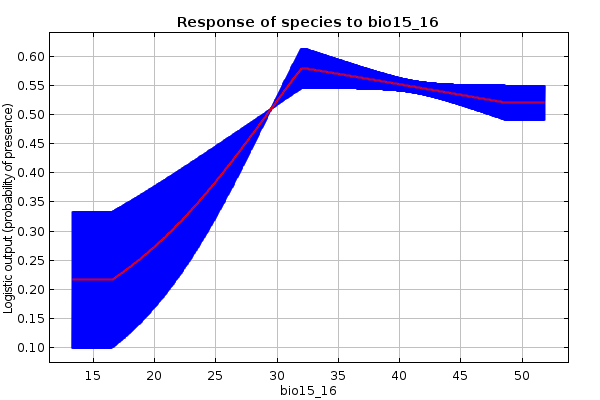 Response of species to bio15_16
Logistic output (probability of presence)
0.60
0.55
0.50
0.45
0.40
0.35
0.30
0.25
0.20
0.15
0.10
15 20 25 30 35 40 45 50
bio15_16